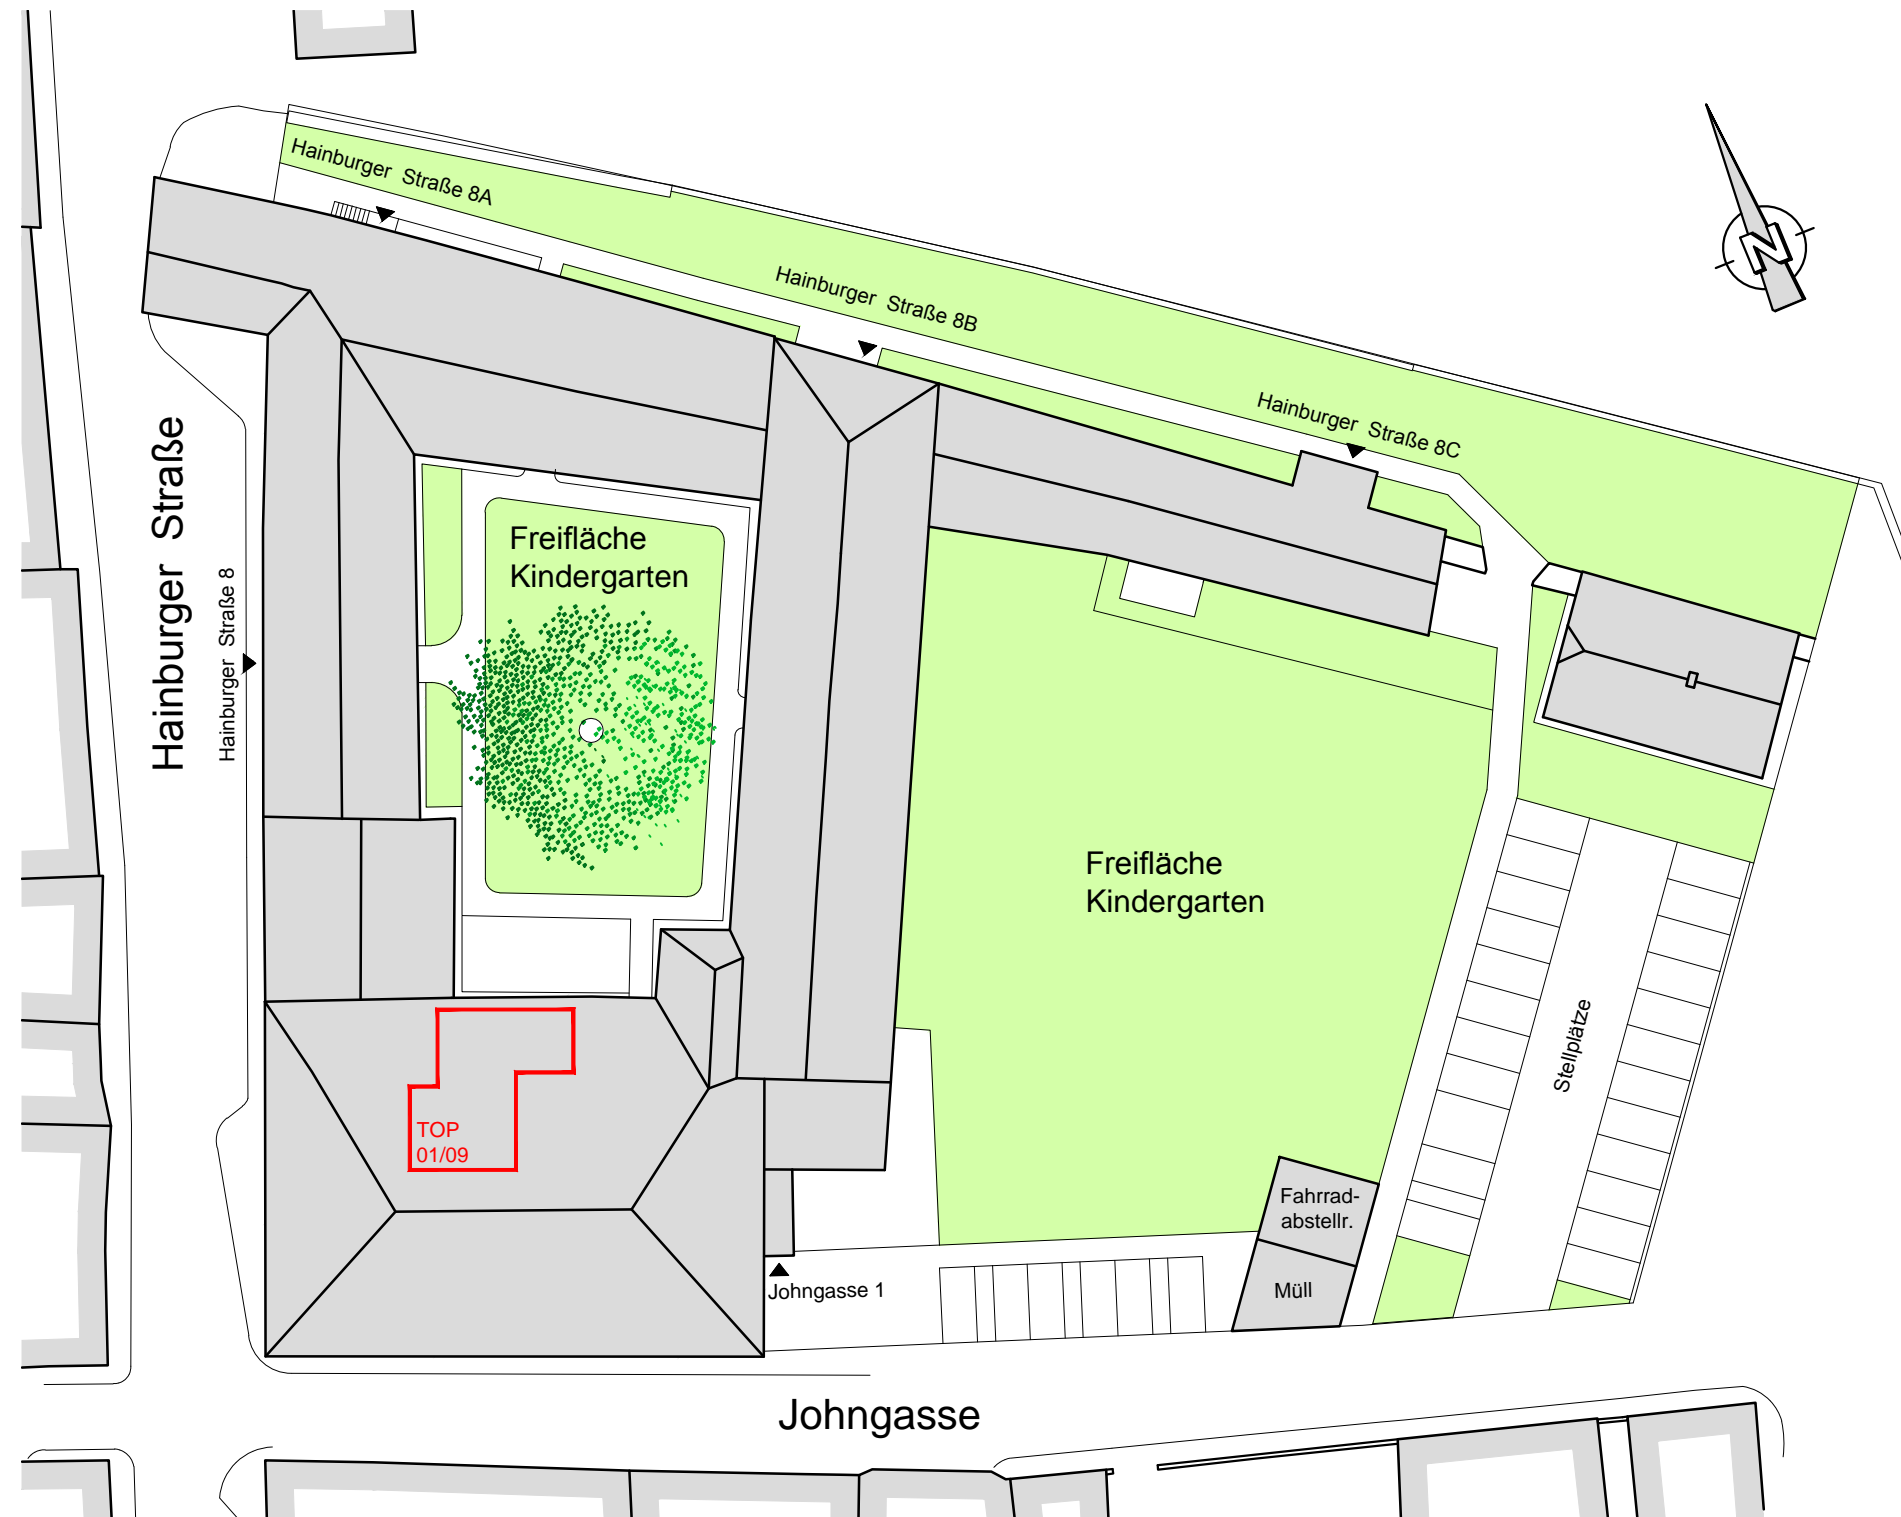 Hainburger Straße 8A
Hainburger Straße 8B
N
Hainburger Straße 8C
Hainburger Straße
Hainburger Straße 8
Freifläche
Kindergarten
Freifläche
Kindergarten
Stellplätze
TOP
01/09
Fahrrad-
abstellr.
Müll
Johngasse 1
Johngasse